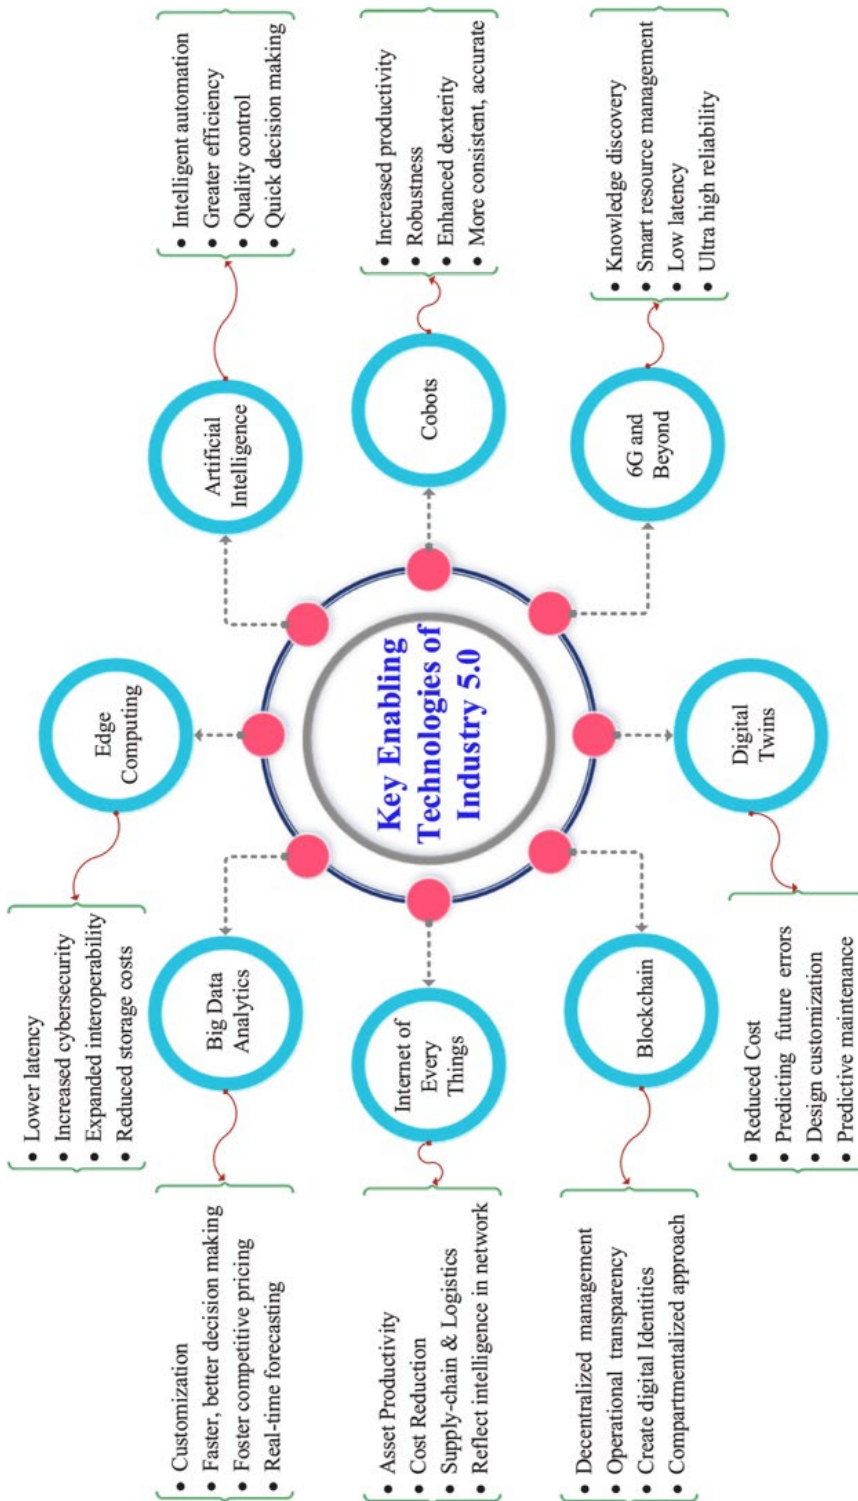 Key Enabling
Technologies of
Industry 5.0
Edge
Computing
• Lower latency
• Increased cybersecurity
• Expanded interoperability
• Reduced storage costs
Artificial
Intelligence
• Intelligent automation
• Greater efficiency
• Quality control
• Quick decision making
Cobots
• Increased productivity
• Robustness
• Enhanced dexterity
• More consistent, accurate
6G and
Beyond
• Knowledge discovery
• Smart resource management
• Low latency
• Ultra high reliability
Digital
Twins
• Reduced Cost
• Predicting future errors
• Design customization
• Predictive maintenance
Blockchain
• Decentralized management
• Operational transparency
• Create digital Identities
• Compartmentalized approach
Internet of
Every
Things
• Asset Productivity
• Cost Reduction
• Supply-chain & Logistics
• Reflect intelligence in network
Big Data
Analytics
• Customization
• Faster, better decision making
• Foster competitive pricing
• Real-time forecasting